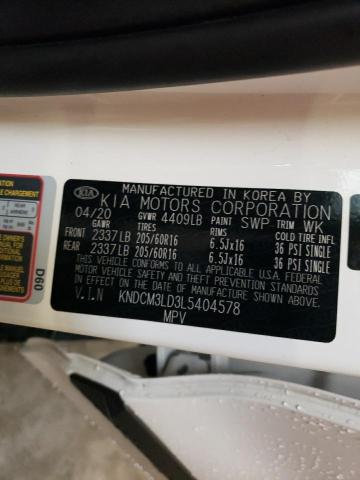 MANUFACTURED IN KOREA BY
KIA KIA MOTORS CORPORATION
04/20 GVWR 4409LB PAINT SWP TRIM WK
GAWR TIRES RIMS COLD TIRE INFL
FRONT 2337LB 205/60R16 6.5Jx16 36 PSI SINGLE
REAR 2337LB 205/60R16 6.5Jx16 36 PSI SINGLE
THIS VEHICLE CONFORMS TO ALL APPLICABLE U.S.A. FEDERAL
MOTOR VEHICLE SAFETY, BUMPER, AND THEFT PREVENTION
STANDARDS IN EFFECT ON THE DATE OF MANUFACTURE SHOWN ABOVE.
V.I.N KNDCM3LD3L5404578
MPV
D60